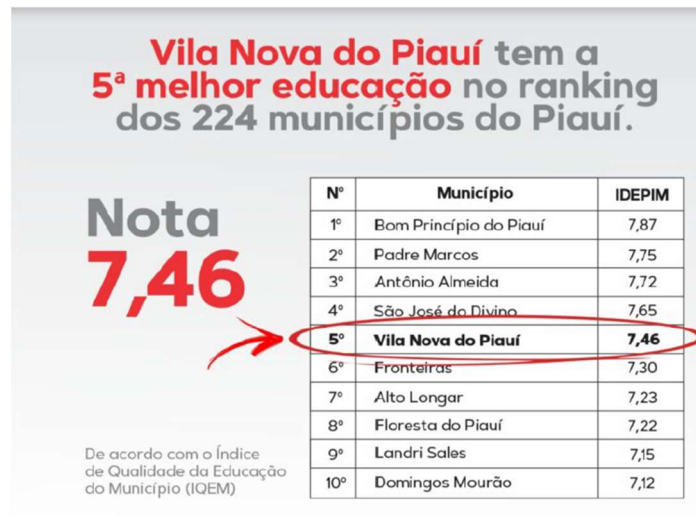 Vila Nova do Piauí tem a
5ª melhor educação no ranking
dos 224 municípios do Piauí.
Nota
7,46
Nº Município IDEPIM
1º Bom Princípio do Piauí 7,87
2º Padre Marcos 7,75
3º Antônio Almeida 7,72
4º São José do Divino 7,65
5º Vila Nova do Piauí 7,46
6º Fronteiras 7,30
7º Alto Longar 7,23
8º Floresta do Piauí 7,22
9º Landri Sales 7,15
10º Domingos Mourão 7,12
De acordo com o Índice
de Qualidade da Educação
do Município (IQEM)